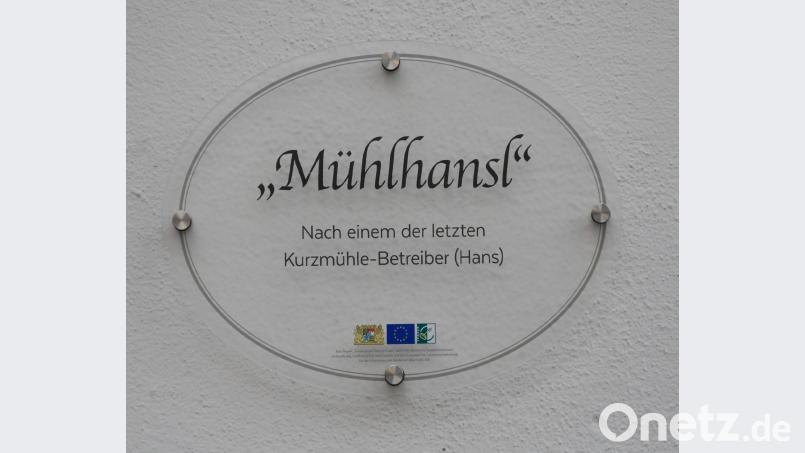 „Mühlhansl“
Nach einem der letzten
Kurzmühle-Betreiber (Hans)
Onetz.de